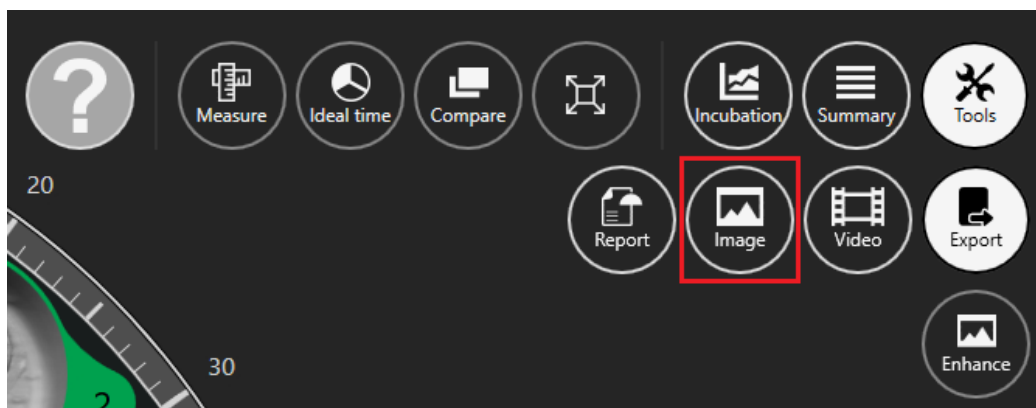 ?
Measure
Ideal time
Compare
Incubation
Summary
Tools
20
Report
Image
Video
Export
30
Enhance
2